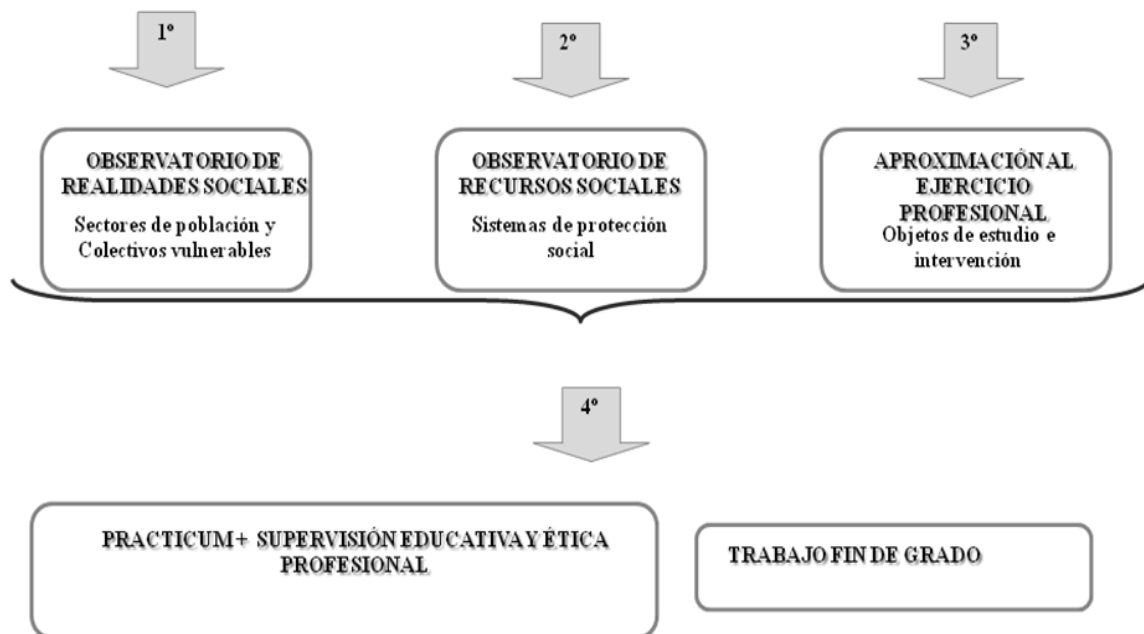 1º
2º
3º
OBSERVATORIO DE
REALIDADES SOCIALES
Sectores de población y
Colectivos vulnerables
OBSERVATORIO DE
RECURSOS SOCIALES
Sistemas de protección
social
APROXIMACIÓN AL
EJERCICIO
PROFESIONAL
Objetos de estudio e
intervención
4º
PRACTICUM + SUPERVISIÓN EDUCATIVA Y ÉTICA
PROFESIONAL
TRABAJO FIN DE GRADO